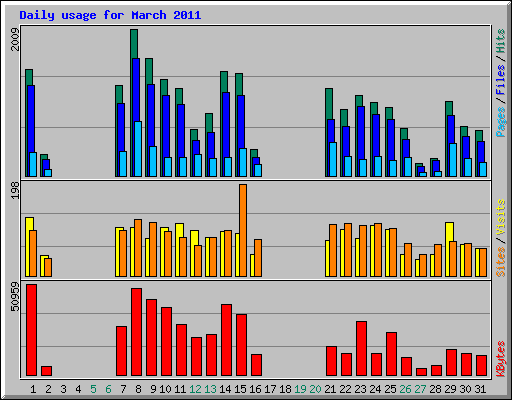 Daily usage for March 2011
2009
Pages / Files / Hits
198
Sites / Visits
50959
KBytes
1 2 3 4 5 6 7 8 9 10 11 12 13 14 15 16 17 18 19 20 21 22 23 24 25 26 27 28 29 30 31